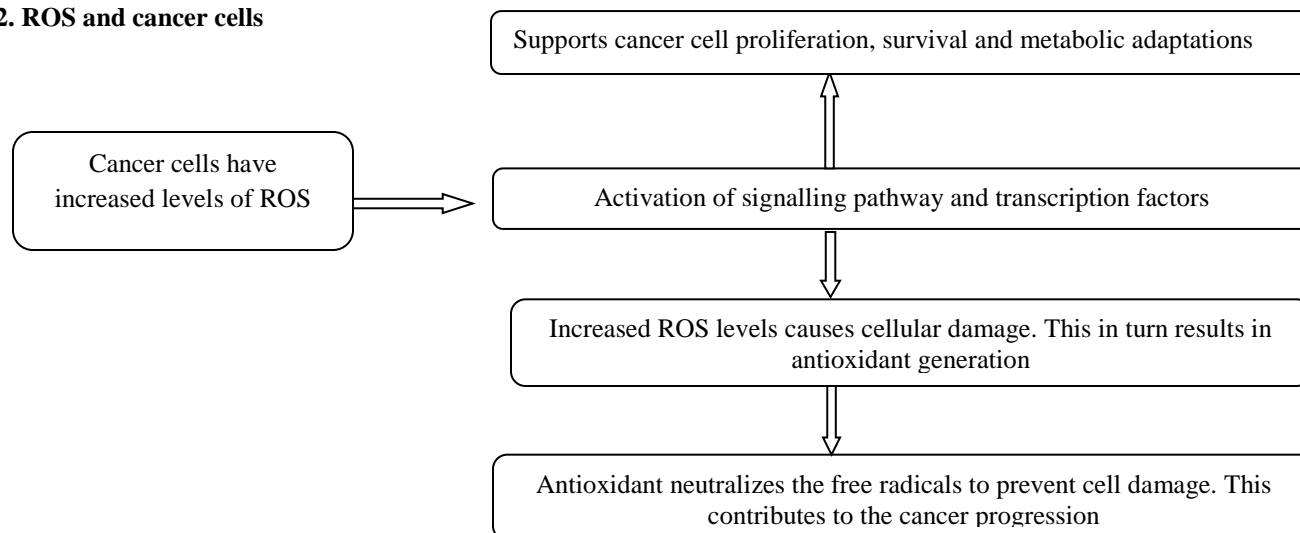 2. ROS and cancer cells
Supports cancer cell proliferation, survival and metabolic adaptations
Cancer cells have
increased levels of ROS
Activation of signalling pathway and transcription factors
Increased ROS levels causes cellular damage. This in turn results in
antioxidant generation
Antioxidant neutralizes the free radicals to prevent cell damage. This
contributes to the cancer progression